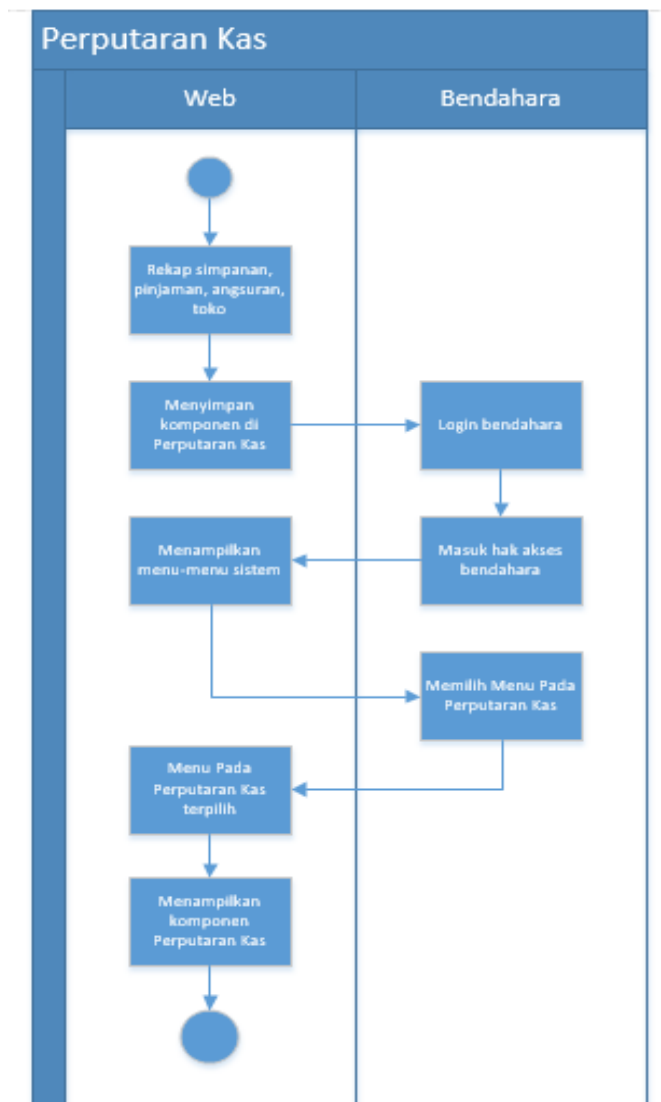 Perputaran Kas
Web
Bendahara
Rekap simpanan,
pinjaman, angsuran,
toko
Menyimpan
komponen di
Perputaran Kas
Login bendahara
Masuk hak akses
bendahara
Menampilkan
menu-menu sistem
Memilih Menu Pada
Perputaran Kas
Menu Pada
Perputaran Kas
terpilih
Menampilkan
komponen
Perputaran Kas